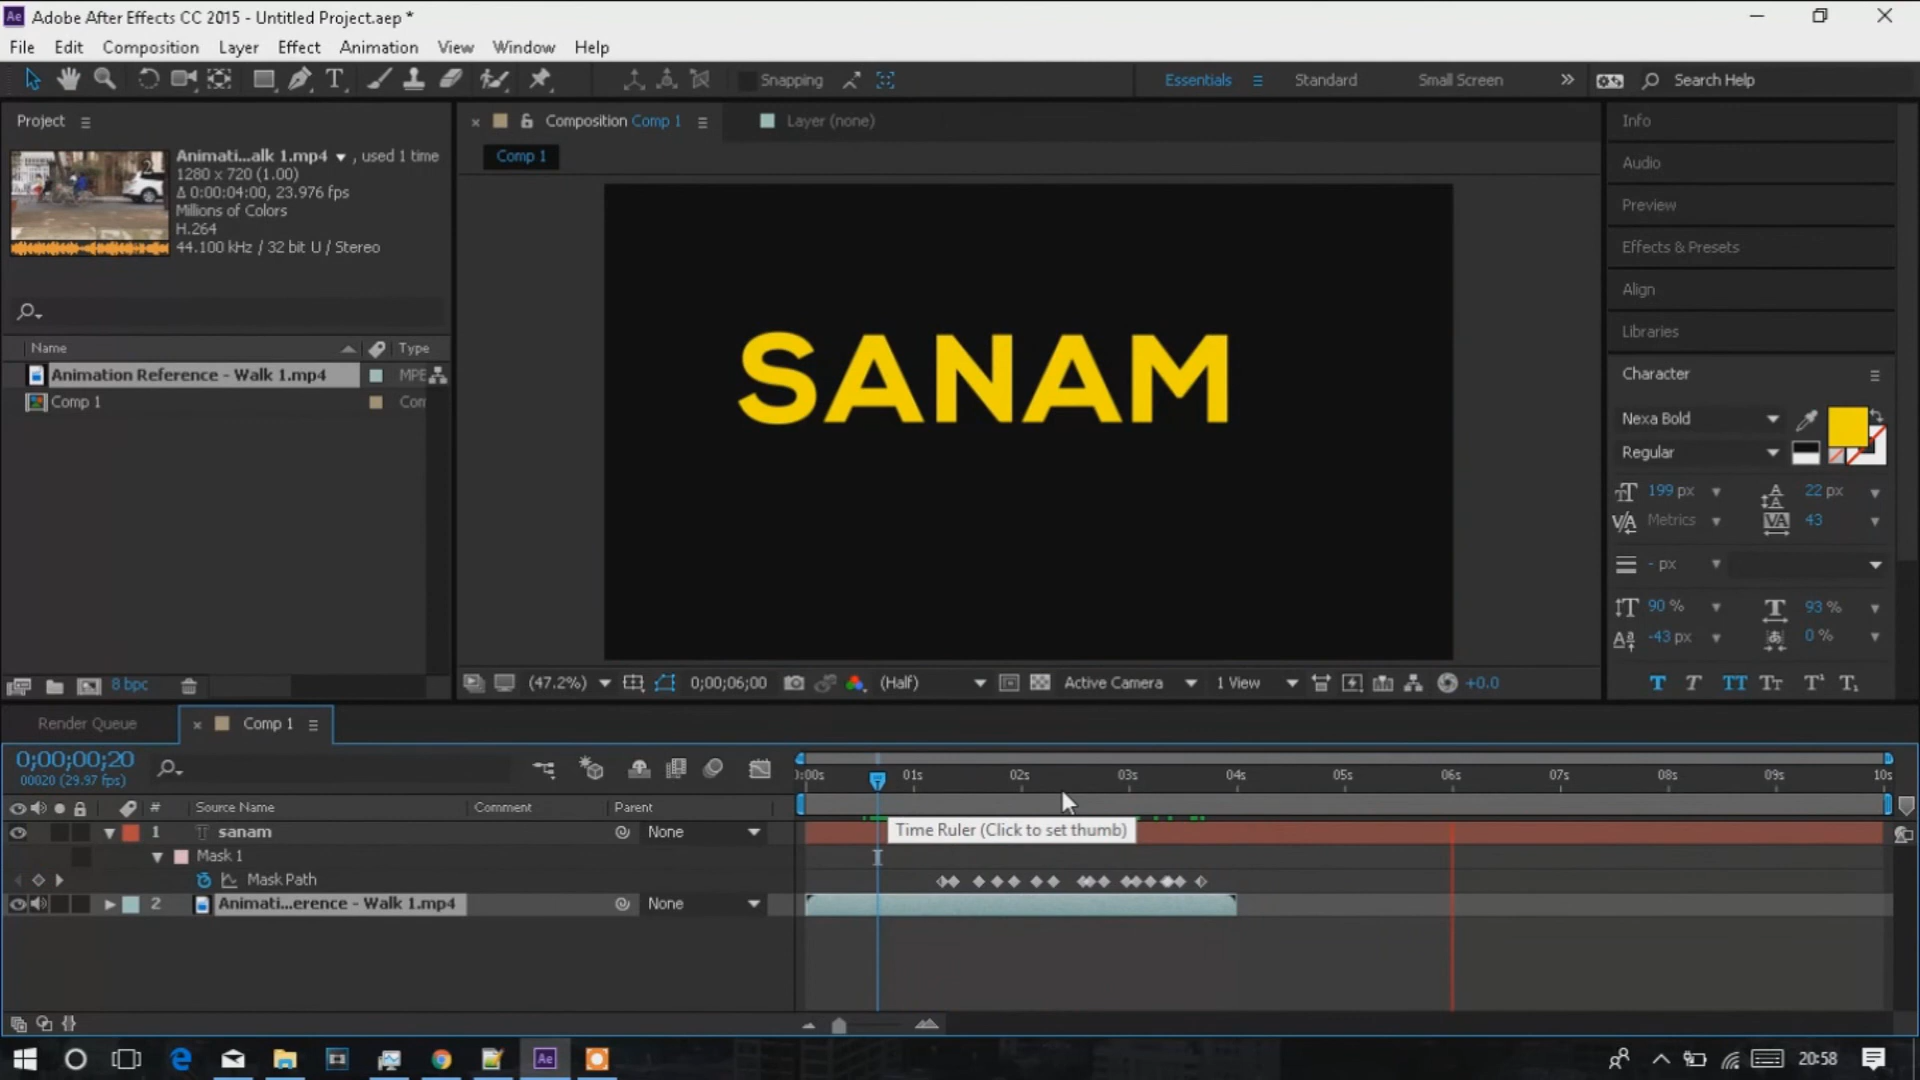 Adobe After Effects CC 2015 - Untitled Project.aep *
File Edit Composition Layer Effect Animation View Window Help
Snapping Essentials Standard Small Screen Search Help
Project
Animati...alk 1.mp4 , used 1 time
1280 x 720 (1.00)
Δ 0:00:04:00, 23.976 fps
Millions of Colors
H.264
44.100 kHz / 32 bit U / Stereo
Name Type
Animation Reference - Walk 1.mp4 MPE
Comp 1 Com
8 bpc
Composition Comp 1 Layer (none)
Comp 1
SANAM
(47.2%) 0;00;06;00 (Half) Active Camera 1 View +0.0
Info
Audio
Preview
Effects & Presets
Align
Libraries
Character
Nexa Bold
Regular
199 px 22 px
Metrics 43
- px
90 % 93 %
-43 px 0 %
Render Queue Comp 1
0;00;00;20
00020 (29.97 fps)
):00s 01s 02s 03s 04s 05s 06s 07s 08s 09s 10s
# Source Name Comment Parent
1 sanam None
Time Ruler (Click to set thumb)
Mask 1
Mask Path
2 Animati...erence - Walk 1.mp4 None
20:58